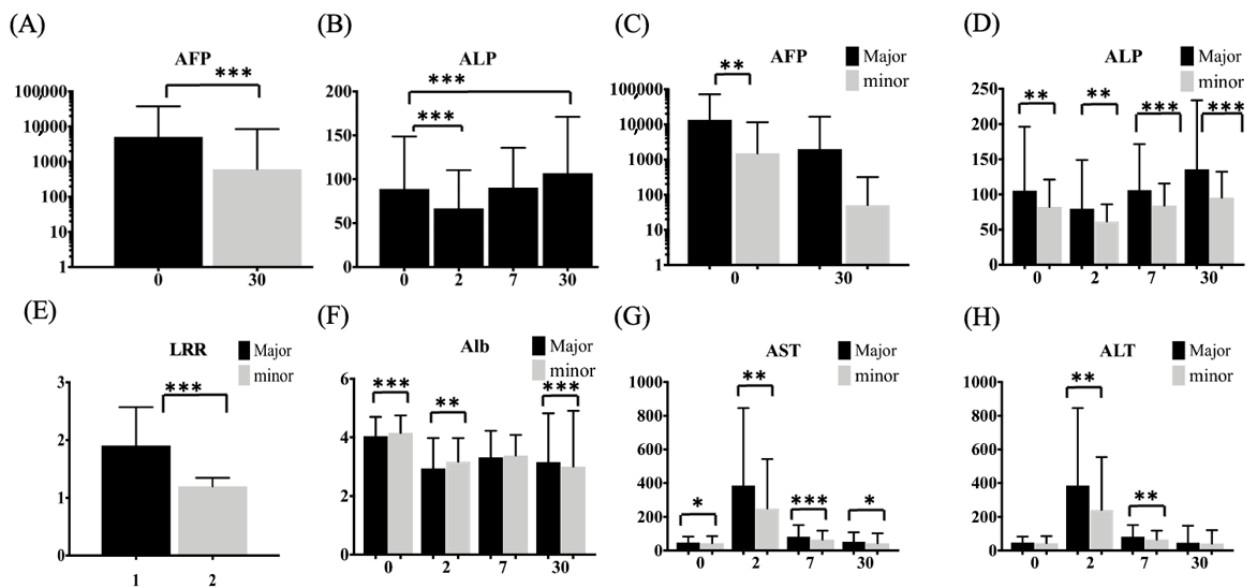 (A)
AFP
***
100,000
10000
1000
100
10
1
0 30
(B)
ALP
***
***
200
150
100
50
0
0 2 7 30
(C)
AFP
Major
minor
**
100,000
10000
1000
100
10
1
0 30
(D)
ALP
Major
minor
** ** *** ***
250
200
150
100
50
0
0 2 7 30
(E)
LRR
Major
minor
***
3
2
1
0
1 2
(F)
Alb
Major
minor
*** ** ***
6
4
2
0
0 2 7 30
(G)
AST
Major
minor
* ** *** *
1000
800
600
400
200
0
0 2 7 30
(H)
ALT
Major
minor
** **
1000
800
600
400
200
0
0 2 7 30